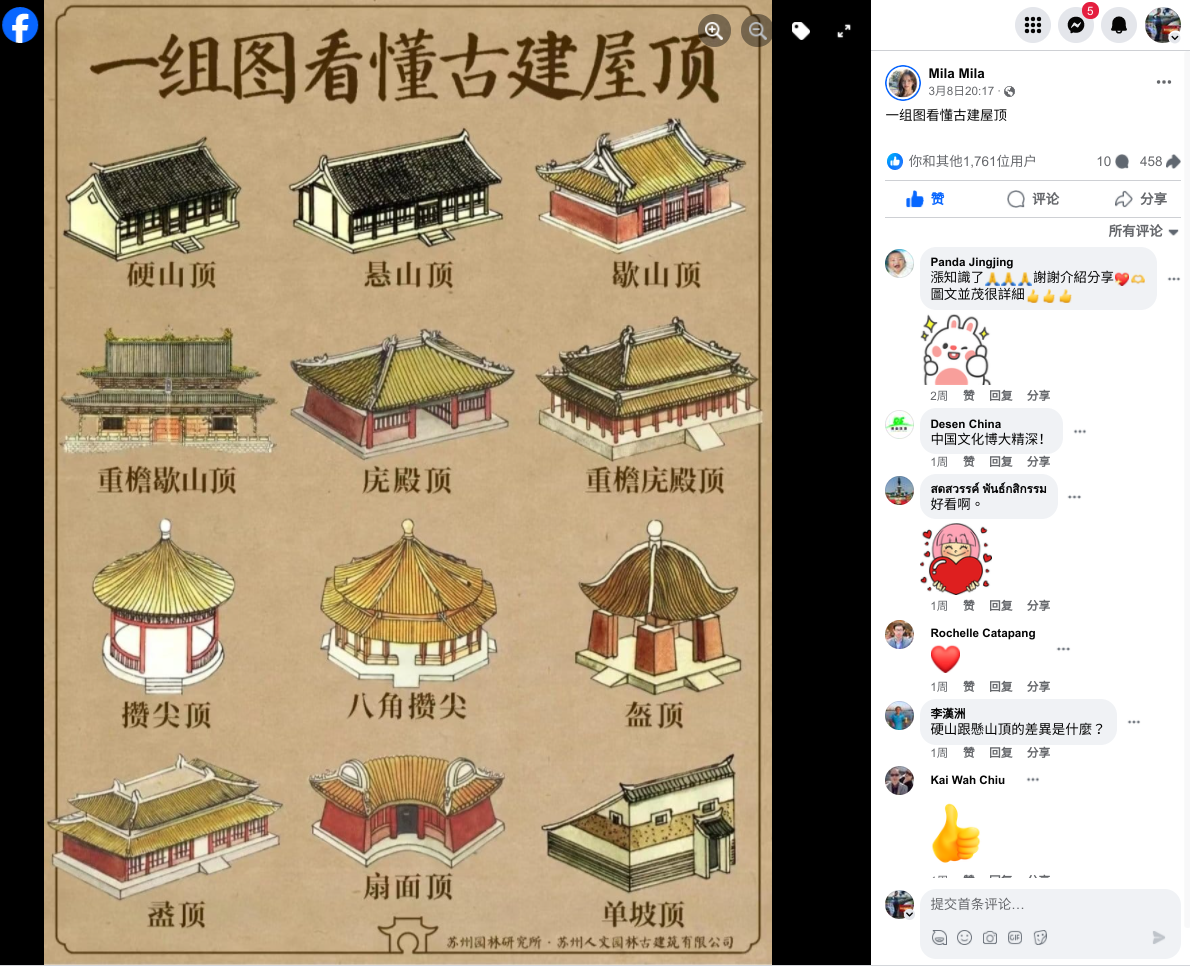 一组图看懂古建屋顶
硬山顶
悬山顶
歇山顶
重檐歇山顶
庑殿顶
重檐庑殿顶
攒尖顶
八角攒尖
盔顶
盝顶
扇面顶
单坡顶
苏州园林研究所·苏州人文园林古建筑有限公司
5
Mila Mila
3月8日20:17 ·
一组图看懂古建屋顶
你和其他1,761位用户
10
458
赞
评论
分享
所有评论
Panda Jingjing
漲知識了🙏🙏🙏謝謝介紹分享💖🫶
圖文並茂很詳細👍👍👍
2周 赞 回复 分享
Desen China
中国文化博大精深！
1周 赞 回复 分享
สดสวรรค์ พันธ์กสิกรรม
好看啊。
1周 赞 回复 分享
Rochelle Catapang
❤️
1周 赞 回复 分享
李漢洲
硬山跟懸山頂的差異是什麼？
1周 赞 回复 分享
Kai Wah Chiu
提交首条评论…
GIF